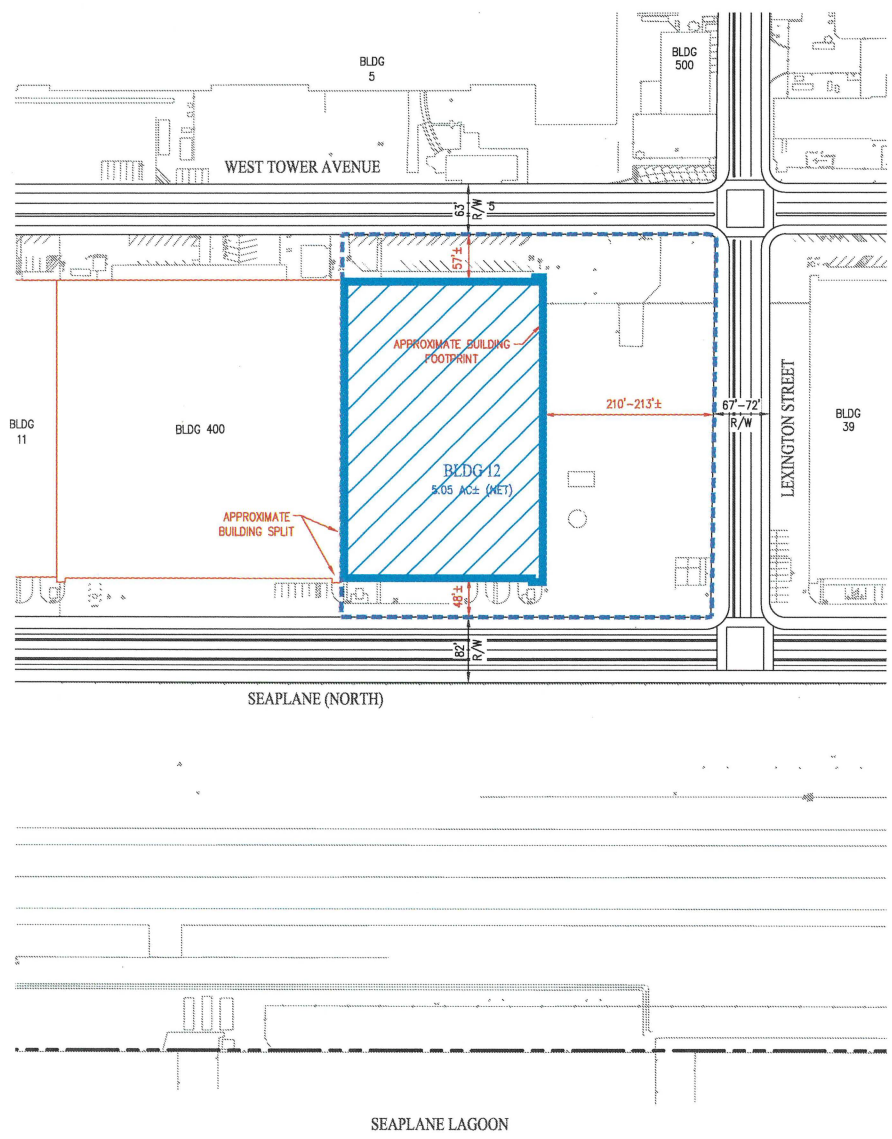 BLDG
5
BLDG
500
WEST TOWER AVENUE
63'
R/W
5
57'±
APPROXIMATE BUILDING
FOOTPRINT
210'~213'±
67'-72'
R/W
LEXINGTON STREET
BLDG
11
BLDG 400
BLDG
39
BLDG 12
5.05 AC± (NET)
APPROXIMATE
BUILDING SPLIT
48'±
82'
R/W
SEAPLANE (NORTH)
SEAPLANE LAGOON